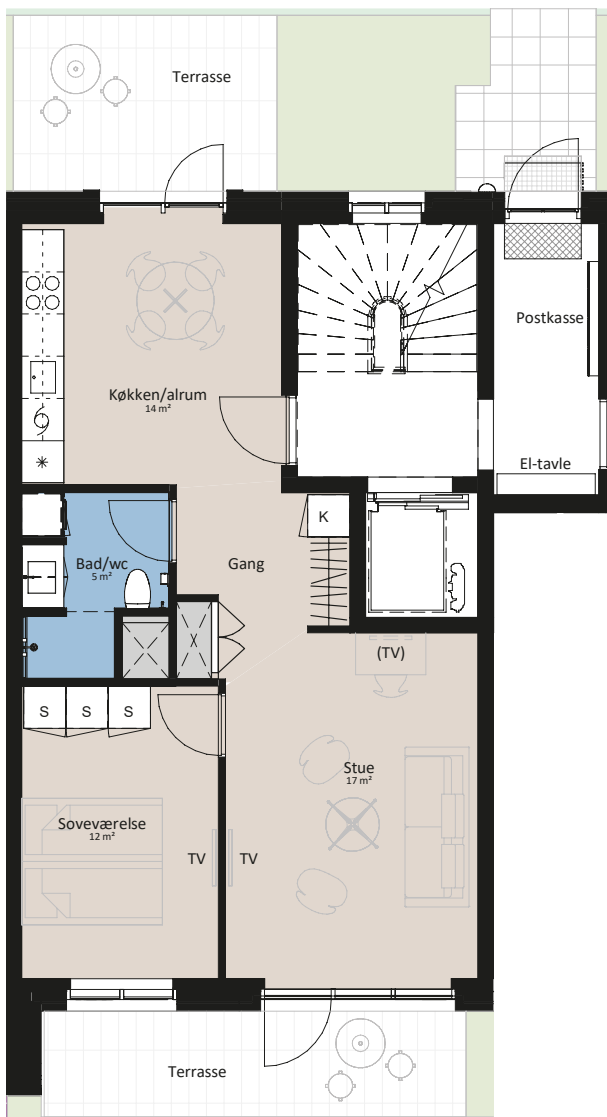 Terrasse
Postkasse
Køkken/alrum
14 m²
El-tavle
K
Bad/wc
5 m²
Gang
(TV)
S S S
Stue
17 m²
Soveværelse
12 m²
TV TV
Terrasse